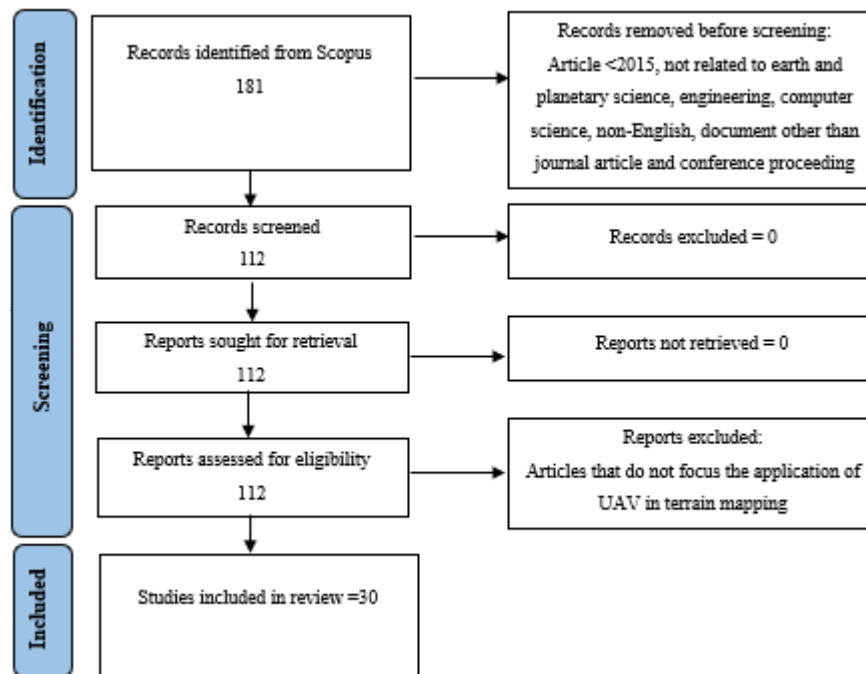 Identification
Records identified from Scopus
181
Records removed before screening:
Article <2015, not related to earth and
planetary science, engineering, computer
science, non-English, document other than
journal article and conference proceeding
Screening
Records screened
112
Records excluded = 0
Reports sought for retrieval
112
Reports not retrieved = 0
Reports assessed for eligibility
112
Reports excluded:
Articles that do not focus the application of
UAV in terrain mapping
Included
Studies included in review =30